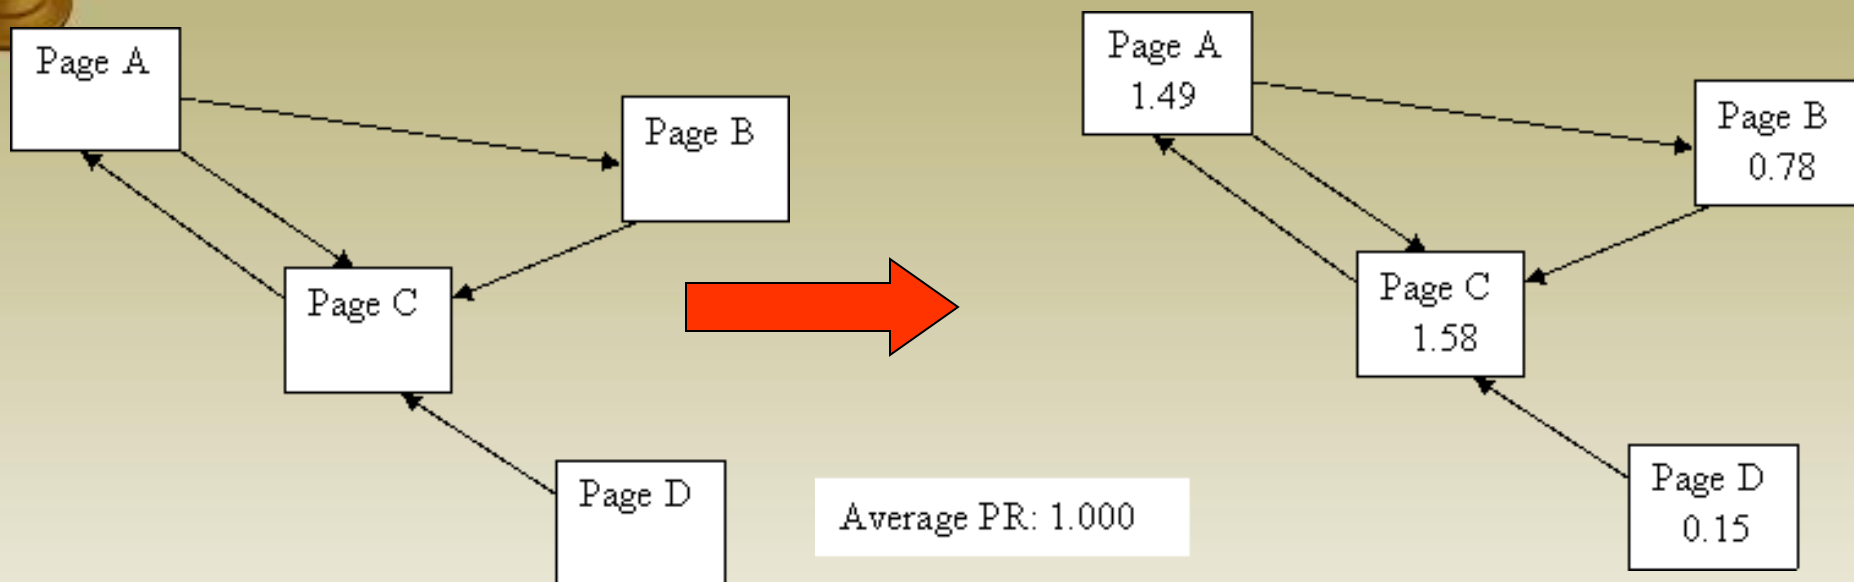 Page A
Page B
Page C
Page D
Average PR: 1.000
Page A
1.49
Page B
0.78
Page C
1.58
Page D
0.15